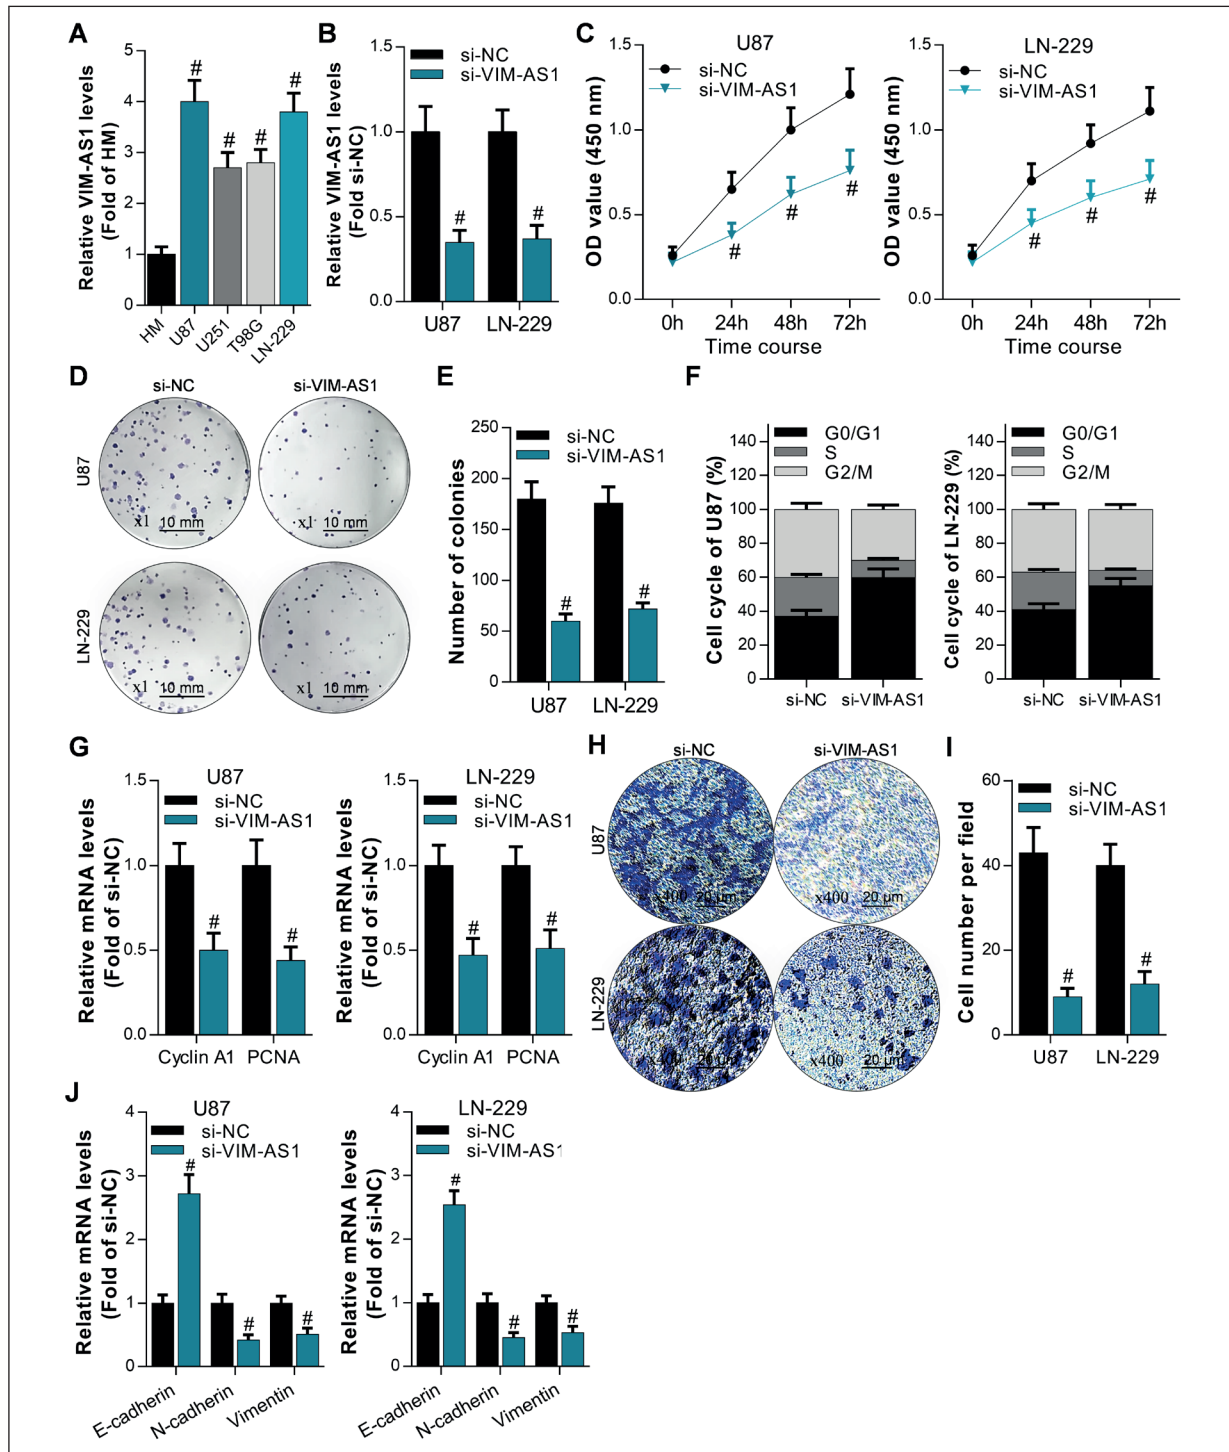 A
Relative VIM-AS1 levels
(Fold of HM)
5
4
3
2
1
0
#
#
#
#
HM
U87
U251
T98G
LN-229
B
Relative VIM-AS1 levels
(Fold si-NC)
1.5
1.0
0.5
0.0
si-NC
si-VIM-AS1
#
#
U87
LN-229
C
U87
OD value (450 nm)
1.5
1.0
0.5
0.0
si-NC
si-VIM-AS1
#
#
#
0h
24h
48h
72h
Time course
LN-229
OD value (450 nm)
1.5
1.0
0.5
0.0
si-NC
si-VIM-AS1
#
#
#
0h
24h
48h
72h
Time course
D
si-NC
si-VIM-AS1
U87
x1 10 mm
x1 10 mm
LN-229
x1 10 mm
x1 10 mm
E
Number of colonies
250
200
150
100
50
0
si-NC
si-VIM-AS1
#
#
U87
LN-229
F
Cell cycle of U87 (%)
140
120
100
80
60
40
20
0
G0/G1
S
G2/M
si-NC
si-VIM-AS1
Cell cycle of LN-229 (%)
140
120
100
80
60
40
20
0
G0/G1
S
G2/M
si-NC
si-VIM-AS1
G
U87
Relative mRNA levels
(Fold of si-NC)
1.5
1.0
0.5
0.0
si-NC
si-VIM-AS1
#
#
Cyclin A1
PCNA
LN-229
Relative mRNA levels
(Fold of si-NC)
1.5
1.0
0.5
0.0
si-NC
si-VIM-AS1
#
#
Cyclin A1
PCNA
H
si-NC
si-VIM-AS1
U87
x400 20 μm
x400 20 μm
LN-229
x400 20 μm
x400 20 μm
I
Cell number per field
60
40
20
0
si-NC
si-VIM-AS1
#
#
U87
LN-229
J
U87
Relative mRNA levels
(Fold of si-NC)
4
3
2
1
0
si-NC
si-VIM-AS1
#
#
#
E-cadherin
N-cadherin
Vimentin
LN-229
Relative mRNA levels
(Fold of si-NC)
4
3
2
1
0
si-NC
si-VIM-AS1
#
#
#
E-cadherin
N-cadherin
Vimentin